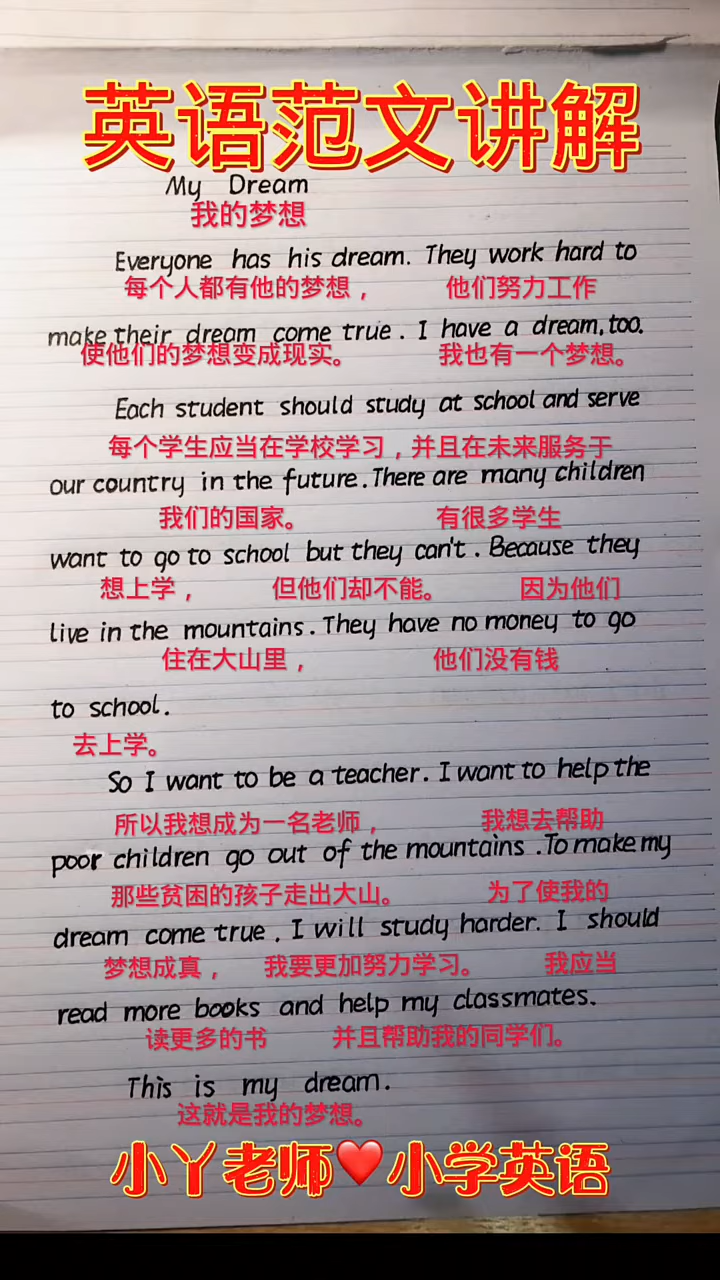 英语范文讲解
My Dream
我的梦想
Everyone has his dream. They work hard to
每个人都有他的梦想， 他们努力工作
make their dream come true. I have a dream, too.
使他们的梦想变成现实。 我也有一个梦想。
Each student should study at school and serve
每个学生应当在学校学习，并且在未来服务于
our country in the future. There are many children
我们的国家。 有很多学生
want to go to school but they can't. Because they
想上学， 但他们却不能。 因为他们
live in the mountains. They have no money to go
住在大山里， 他们没有钱
to school.
去上学。
So I want to be a teacher. I want to help the
所以我想成为一名老师， 我想去帮助
poor children go out of the mountains. To make my
那些贫困的孩子走出大山。 为了使我的
dream come true. I will study harder. I should
梦想成真， 我要更加努力学习。 我应当
read more books and help my classmates.
读更多的书 并且帮助我的同学们。
This is my dream.
这就是我的梦想。
小丫老师❤️小学英语